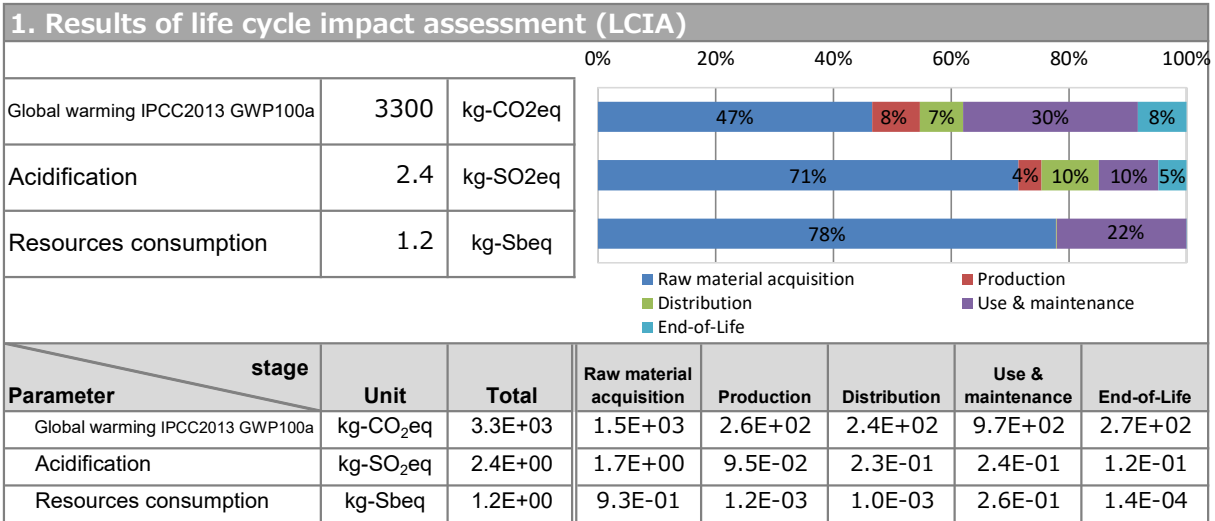 1. Results of life cycle impact assessment (LCIA)
0% 20% 40% 60% 80% 100%
Global warming IPCC2013 GWP100a 3300 kg-CO2eq 47% 8% 7% 30% 8%
Acidification 2.4 kg-SO2eq 71% 4% 10% 10% 5%
Resources consumption 1.2 kg-Sbeq 78% 22%
Raw material acquisition Production
Distribution Use & maintenance
End-of-Life
stage
Parameter Unit Total Raw material acquisition Production Distribution Use & maintenance End-of-Life
Global warming IPCC2013 GWP100a kg-CO₂eq 3.3E+03 1.5E+03 2.6E+02 2.4E+02 9.7E+02 2.7E+02
Acidification kg-SO₂eq 2.4E+00 1.7E+00 9.5E-02 2.3E-01 2.4E-01 1.2E-01
Resources consumption kg-Sbeq 1.2E+00 9.3E-01 1.2E-03 1.0E-03 2.6E-01 1.4E-04